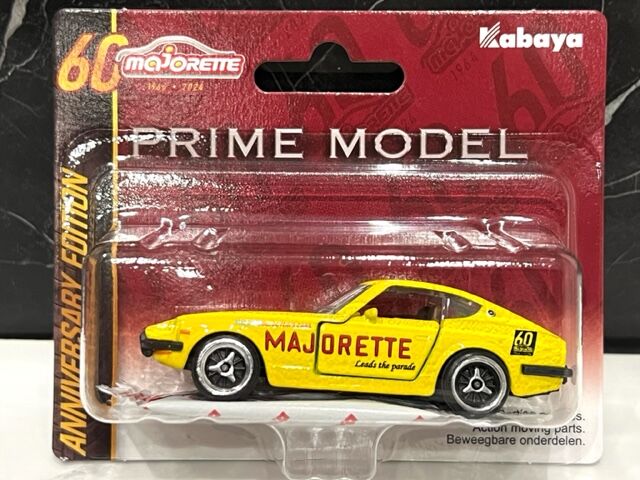 60
MAJORETTE
1964 • 2024
Kabaya
PRIME MODEL
ANNIVERSARY EDITION
MAJORETTE
Leads the parade
60
Action moving parts.
Beweegbare onderdelen.